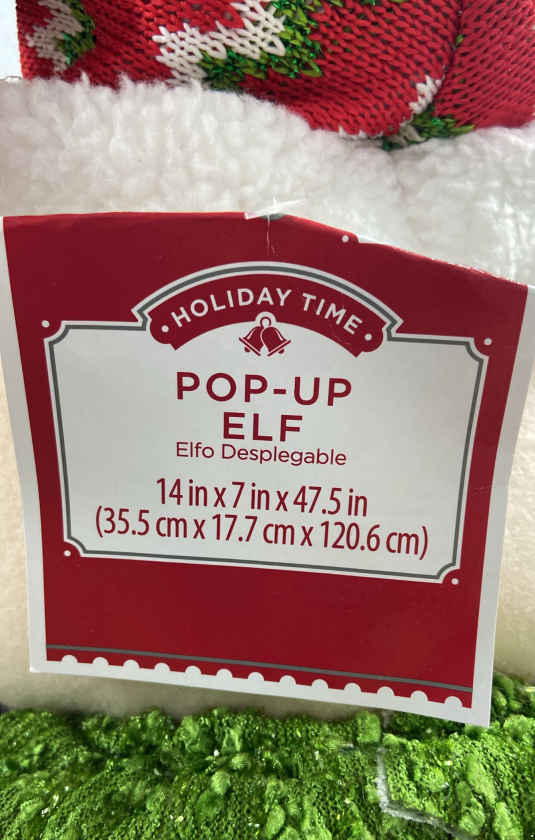 HOLIDAY TIME
POP-UP
ELF
Elfo Desplegable
14 in x 7 in x 47.5 in
(35.5 cm x 17.7 cm x 120.6 cm)